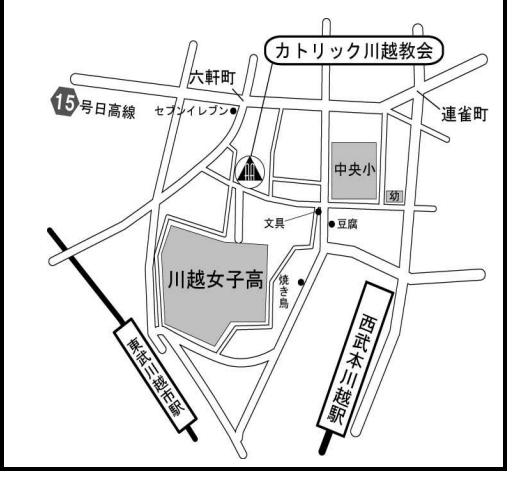 カトリック川越教会
六軒町
15号日高線
セブンイレブン
連雀町
中央小
幼
文具
豆腐
川越女子高
焼き鳥
東武川越市駅
西武本川越駅